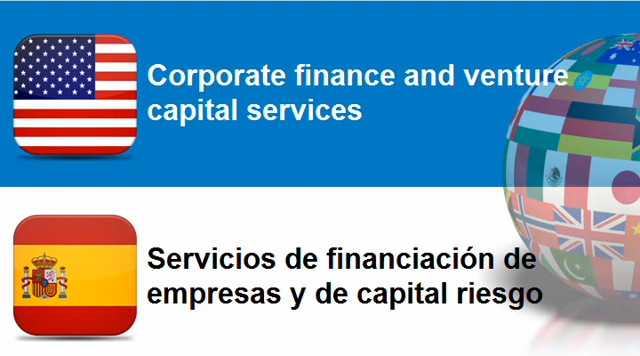 Corporate finance and venture
capital services
Servicios de financiación de
empresas y de capital riesgo